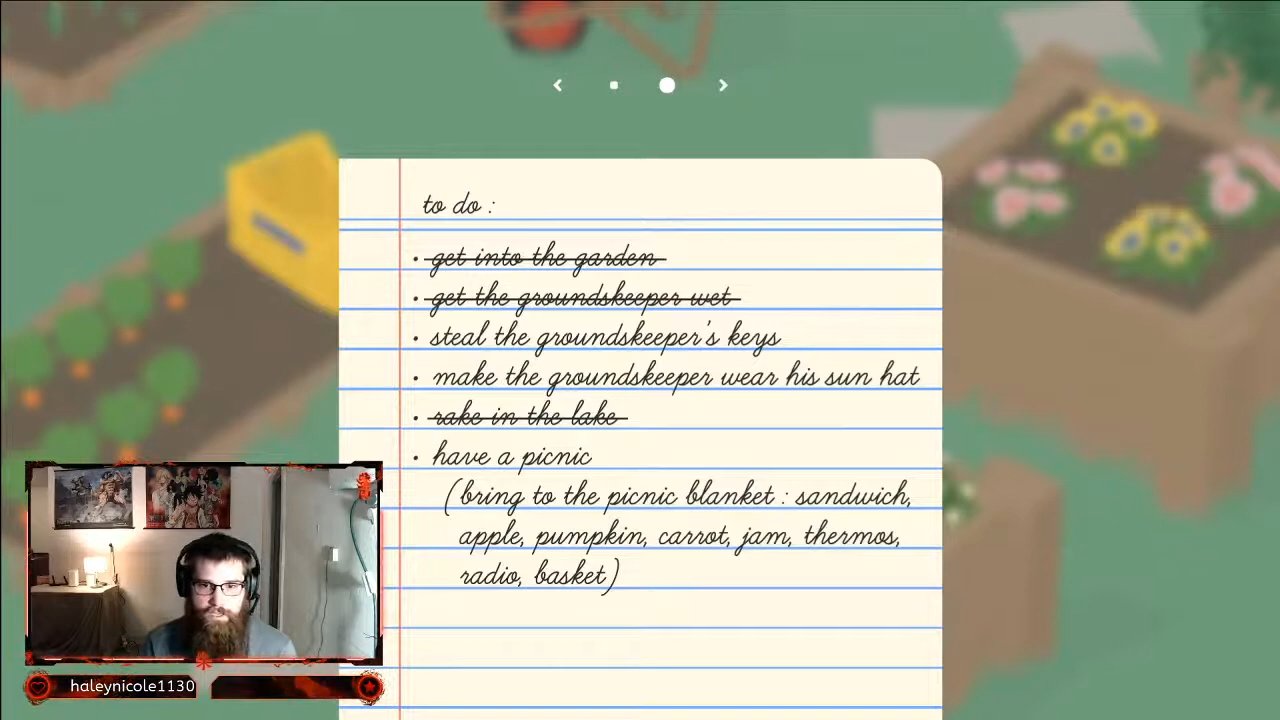 to do :
• get into the garden
• get the groundskeeper wet
• steal the groundskeeper's keys
• make the groundskeeper wear his sun hat
• rake in the lake
• have a picnic
(bring to the picnic blanket : sandwich,
apple, pumpkin, carrot, jam, thermos,
radio, basket)
haleynicole1130